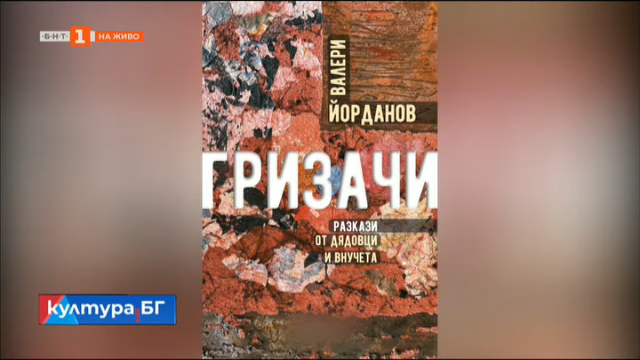 БНТ 1 НА ЖИВО
ВАЛЕРИ
ЙОРДАНОВ
ГРИЗАЧИ
РАЗКАЗИ
ОТ ДЯДОВЦИ
И ВНУЧЕТА
култура.БГ